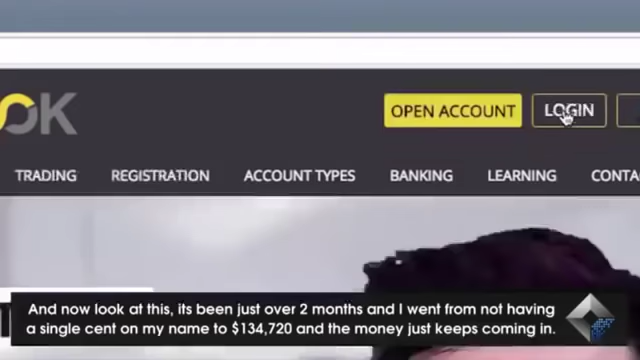 OK
OPEN ACCOUNT LOGIN
TRADING REGISTRATION ACCOUNT TYPES BANKING LEARNING CONTA
And now look at this, its been just over 2 months and I went from not having
a single cent on my name to $134,720 and the money just keeps coming in.